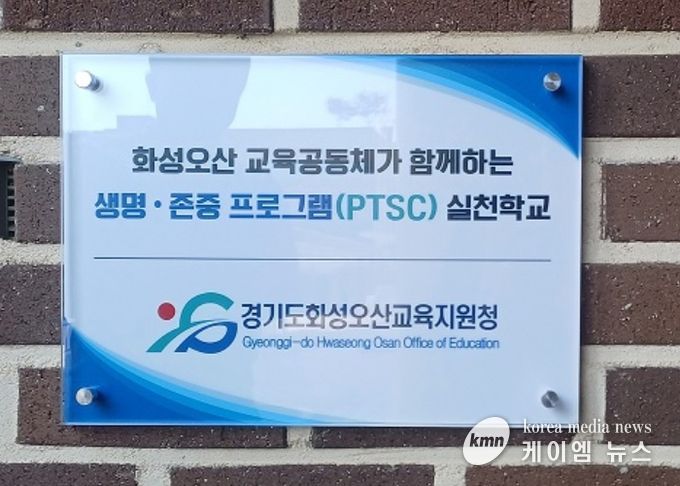 화성오산 교육공동체가 함께하는
생명·존중 프로그램(PTSC) 실천학교
경기도화성오산교육지원청
Gyeonggi-do Hwaseong Osan Office of Education
kmn
korea media news
케이엠 뉴스